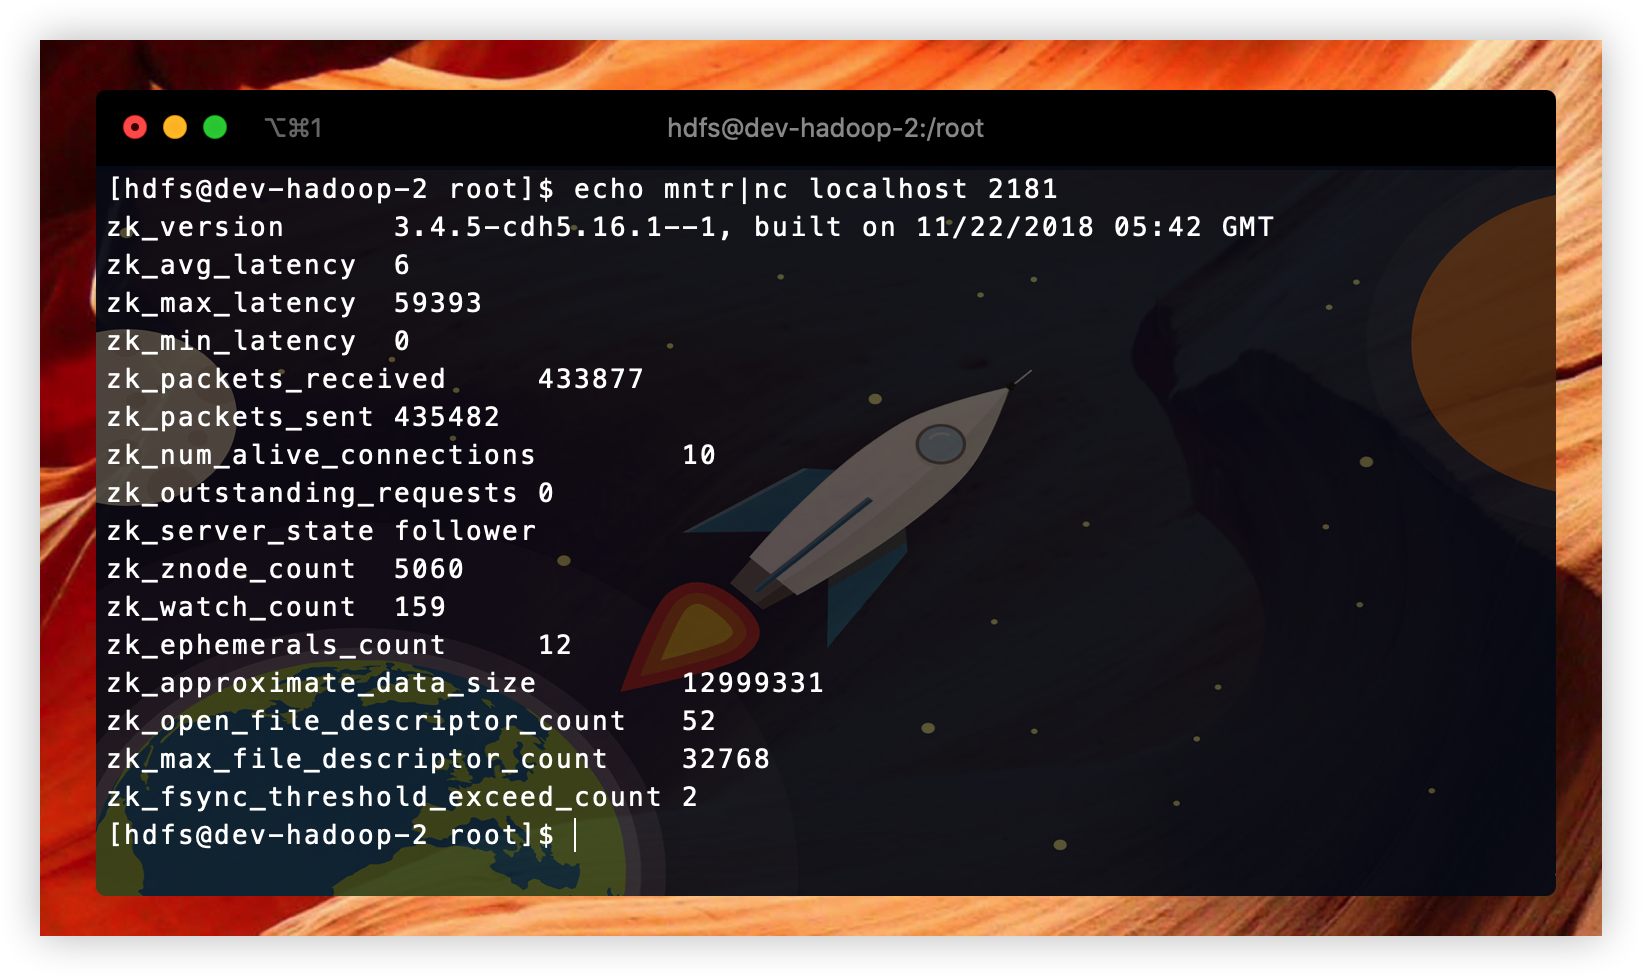 ⌥⌘1
hdfs@dev-hadoop-2:/root
[hdfs@dev-hadoop-2 root]$ echo mntr|nc localhost 2181
zk_version	3.4.5-cdh5.16.1--1, built on 11/22/2018 05:42 GMT
zk_avg_latency	6
zk_max_latency	59393
zk_min_latency	0
zk_packets_received	433877
zk_packets_sent	435482
zk_num_alive_connections	10
zk_outstanding_requests	0
zk_server_state	follower
zk_znode_count	5060
zk_watch_count	159
zk_ephemerals_count	12
zk_approximate_data_size	12999331
zk_open_file_descriptor_count	52
zk_max_file_descriptor_count	32768
zk_fsync_threshold_exceed_count	2
[hdfs@dev-hadoop-2 root]$